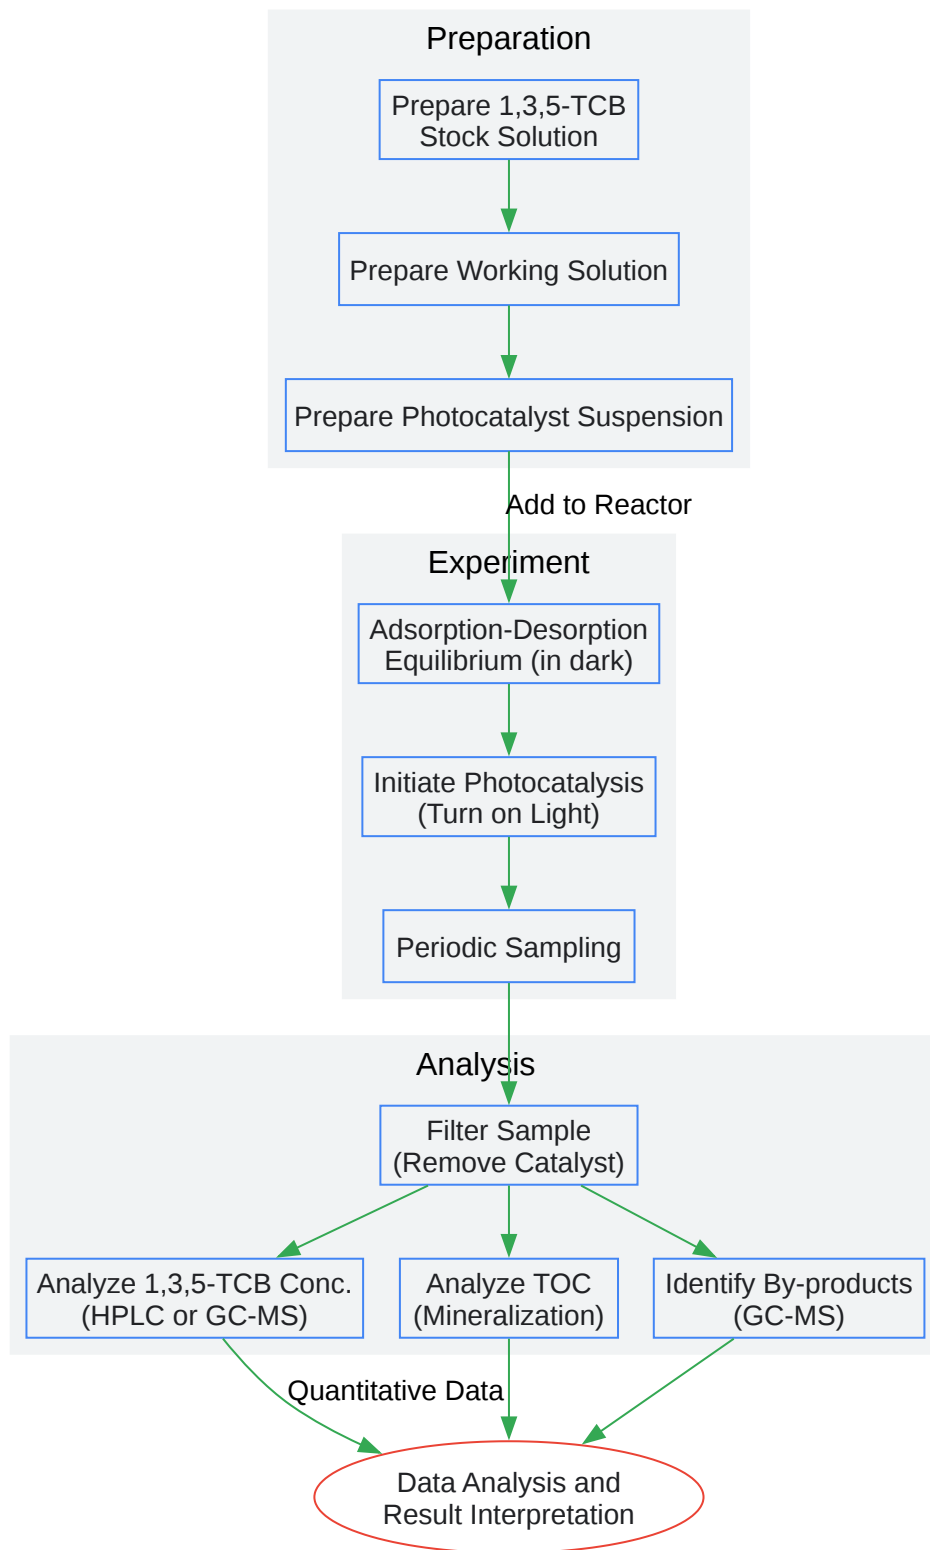 Preparation
Prepare 1,3,5-TCB
Stock Solution
Prepare Working Solution
Prepare Photocatalyst Suspension
Add to Reactor
Experiment
Adsorption-Desorption
Equilibrium (in dark)
Initiate Photocatalysis
(Turn on Light)
Periodic Sampling
Analysis
Filter Sample
(Remove Catalyst)
Analyze 1,3,5-TCB Conc.
(HPLC or GC-MS)
Analyze TOC
(Mineralization)
Identify By-products
(GC-MS)
Quantitative Data
Data Analysis and
Result Interpretation